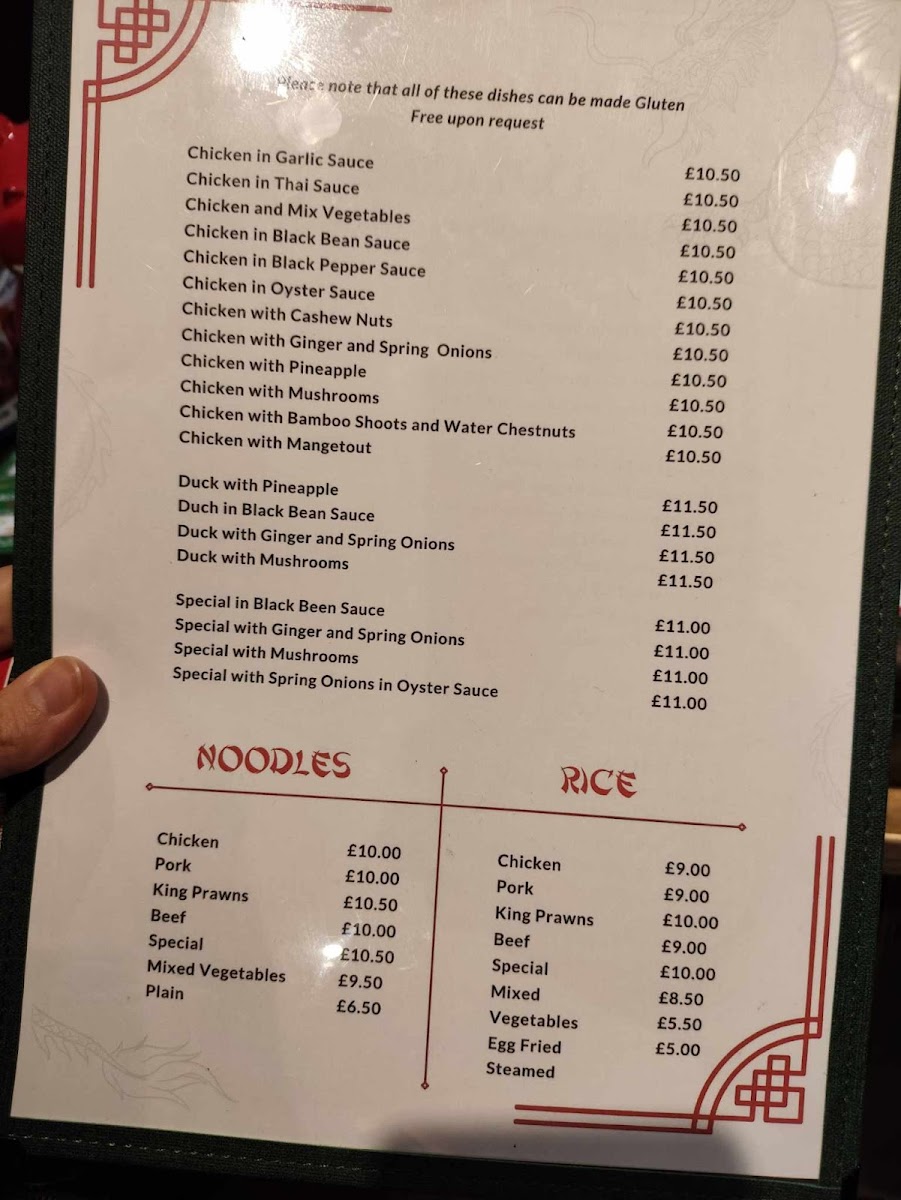 Please note that all of these dishes can be made Gluten
Free upon request
Chicken in Garlic Sauce £10.50
Chicken in Thai Sauce £10.50
Chicken and Mix Vegetables £10.50
Chicken in Black Bean Sauce £10.50
Chicken in Black Pepper Sauce £10.50
Chicken in Oyster Sauce £10.50
Chicken with Cashew Nuts £10.50
Chicken with Ginger and Spring Onions £10.50
Chicken with Pineapple £10.50
Chicken with Mushrooms £10.50
Chicken with Bamboo Shoots and Water Chestnuts £10.50
Chicken with Mangetout £10.50
Duck with Pineapple £11.50
Duch in Black Bean Sauce £11.50
Duck with Ginger and Spring Onions £11.50
Duck with Mushrooms £11.50
Special in Black Been Sauce £11.00
Special with Ginger and Spring Onions £11.00
Special with Mushrooms £11.00
Special with Spring Onions in Oyster Sauce £11.00
NOODLES
Chicken £10.00
Pork £10.00
King Prawns £10.50
Beef £10.00
Special £10.50
Mixed Vegetables £9.50
Plain £6.50
RICE
Chicken £9.00
Pork £9.00
King Prawns £10.00
Beef £9.00
Special £10.00
Mixed £8.50
Vegetables £5.50
Egg Fried £5.00
Steamed